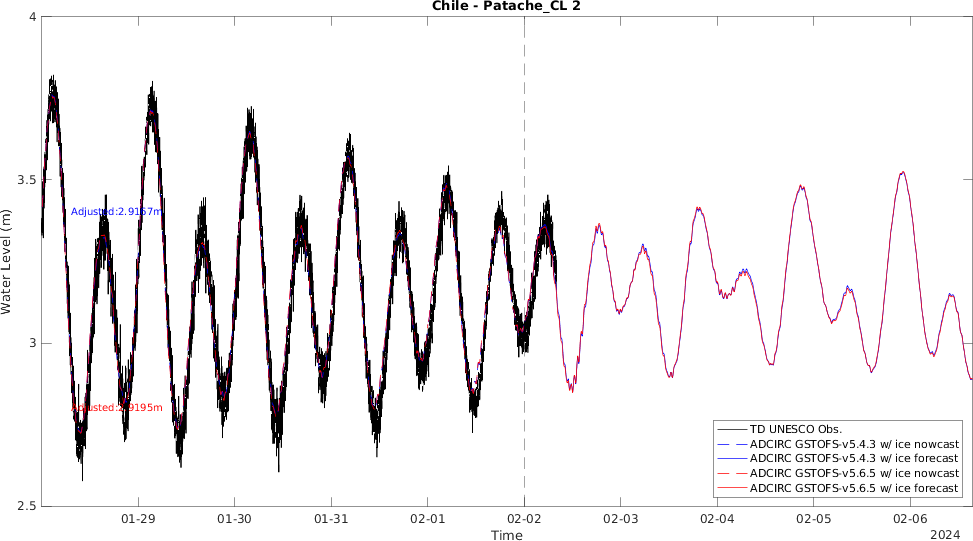 Chile - Patache_CL 2
Water Level (m)
4
3.5
3
2.5
Adjusted:2.9167m
Adjusted:2.9195m
TD UNESCO Obs.
ADCIRC GSTOFS-v5.4.3 w/ ice nowcast
ADCIRC GSTOFS-v5.4.3 w/ ice forecast
ADCIRC GSTOFS-v5.6.5 w/ ice nowcast
ADCIRC GSTOFS-v5.6.5 w/ ice forecast
01-29 01-30 01-31 02-01 02-02 02-03 02-04 02-05 02-06
Time
2024